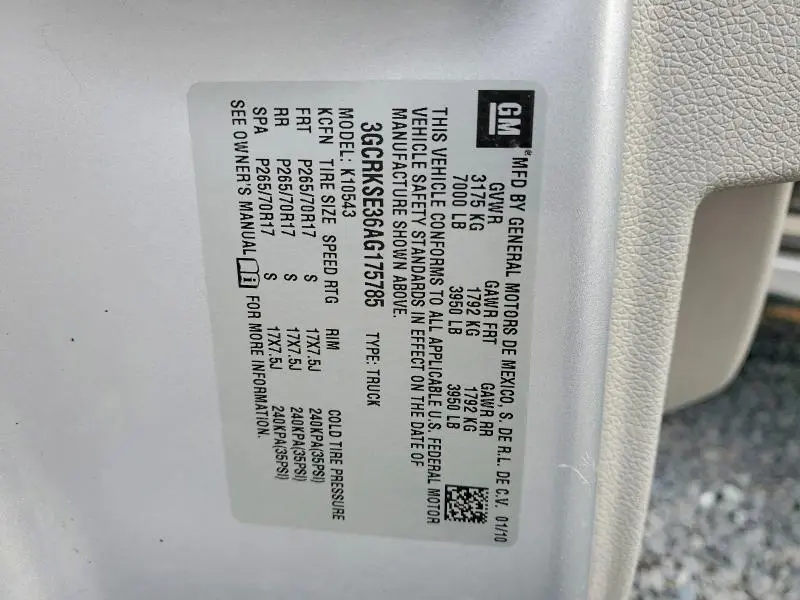 GM® MFD BY GENERAL MOTORS DE MEXICO, S. DE R.L. DE C.V. 01/10
GVWR GAWR FRT GAWR RR
3175 KG 1792 KG 1792 KG
7000 LB 3950 LB 3950 LB
THIS VEHICLE CONFORMS TO ALL APPLICABLE U.S. FEDERAL MOTOR
VEHICLE SAFETY STANDARDS IN EFFECT ON THE DATE OF
MANUFACTURE SHOWN ABOVE.
3GCRKSE36AG175785 TYPE: TRUCK
MODEL: K10543
KCFN TIRE SIZE SPEED RTG RIM COLD TIRE PRESSURE
FRT P265/70R17 S 17X7.5J 240KPA(35PSI)
RR P265/70R17 S 17X7.5J 240KPA(35PSI)
SPA P265/70R17 S 17X7.5J 240KPA(35PSI)
SEE OWNER'S MANUAL i FOR MORE INFORMATION.